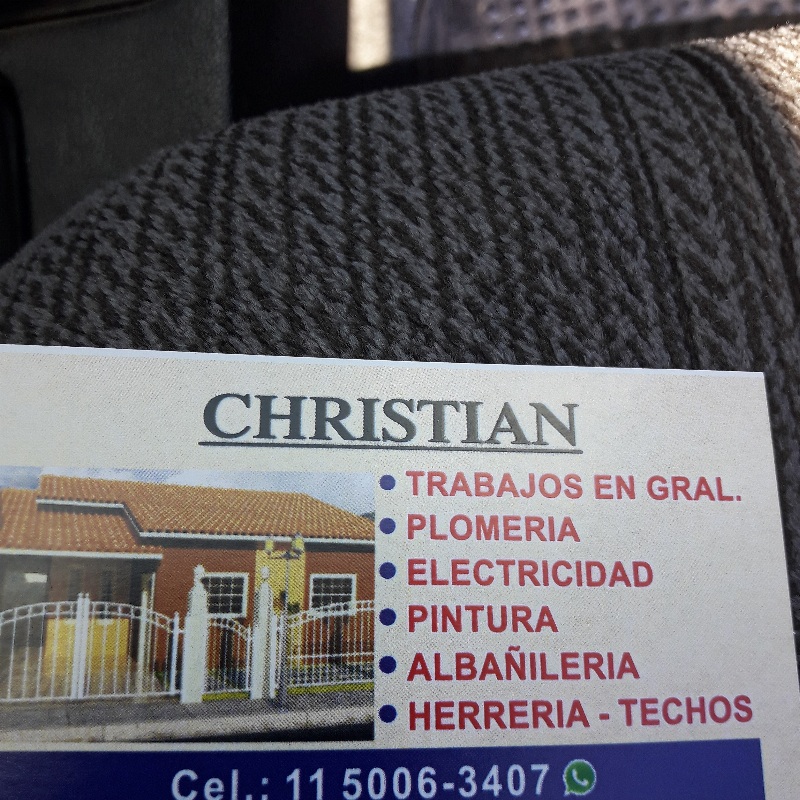 CHRISTIAN
• TRABAJOS EN GRAL.
• PLOMERIA
• ELECTRICIDAD
• PINTURA
• ALBAÑILERIA
• HERRERIA - TECHOS
Cel.: 11 5006-3407